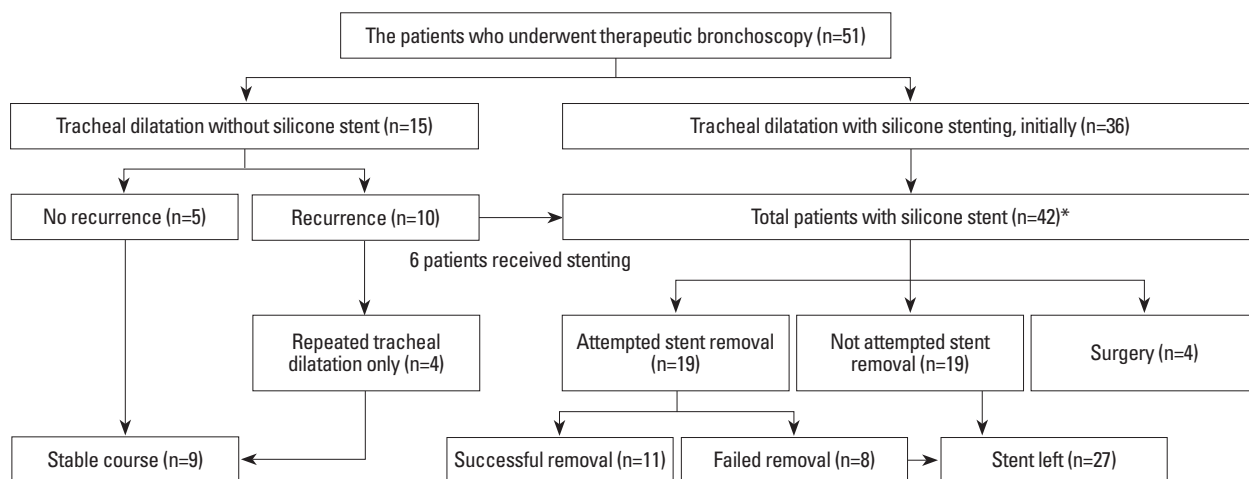 The patients who underwent therapeutic bronchoscopy (n=51)
Tracheal dilatation without silicone stent (n=15)
Tracheal dilatation with silicone stenting, initially (n=36)
No recurrence (n=5)
Recurrence (n=10)
Total patients with silicone stent (n=42)*
6 patients received stenting
Repeated tracheal
dilatation only (n=4)
Attempted stent removal
(n=19)
Not attempted stent
removal (n=19)
Surgery (n=4)
Stable course (n=9)
Successful removal (n=11)
Failed removal (n=8)
Stent left (n=27)